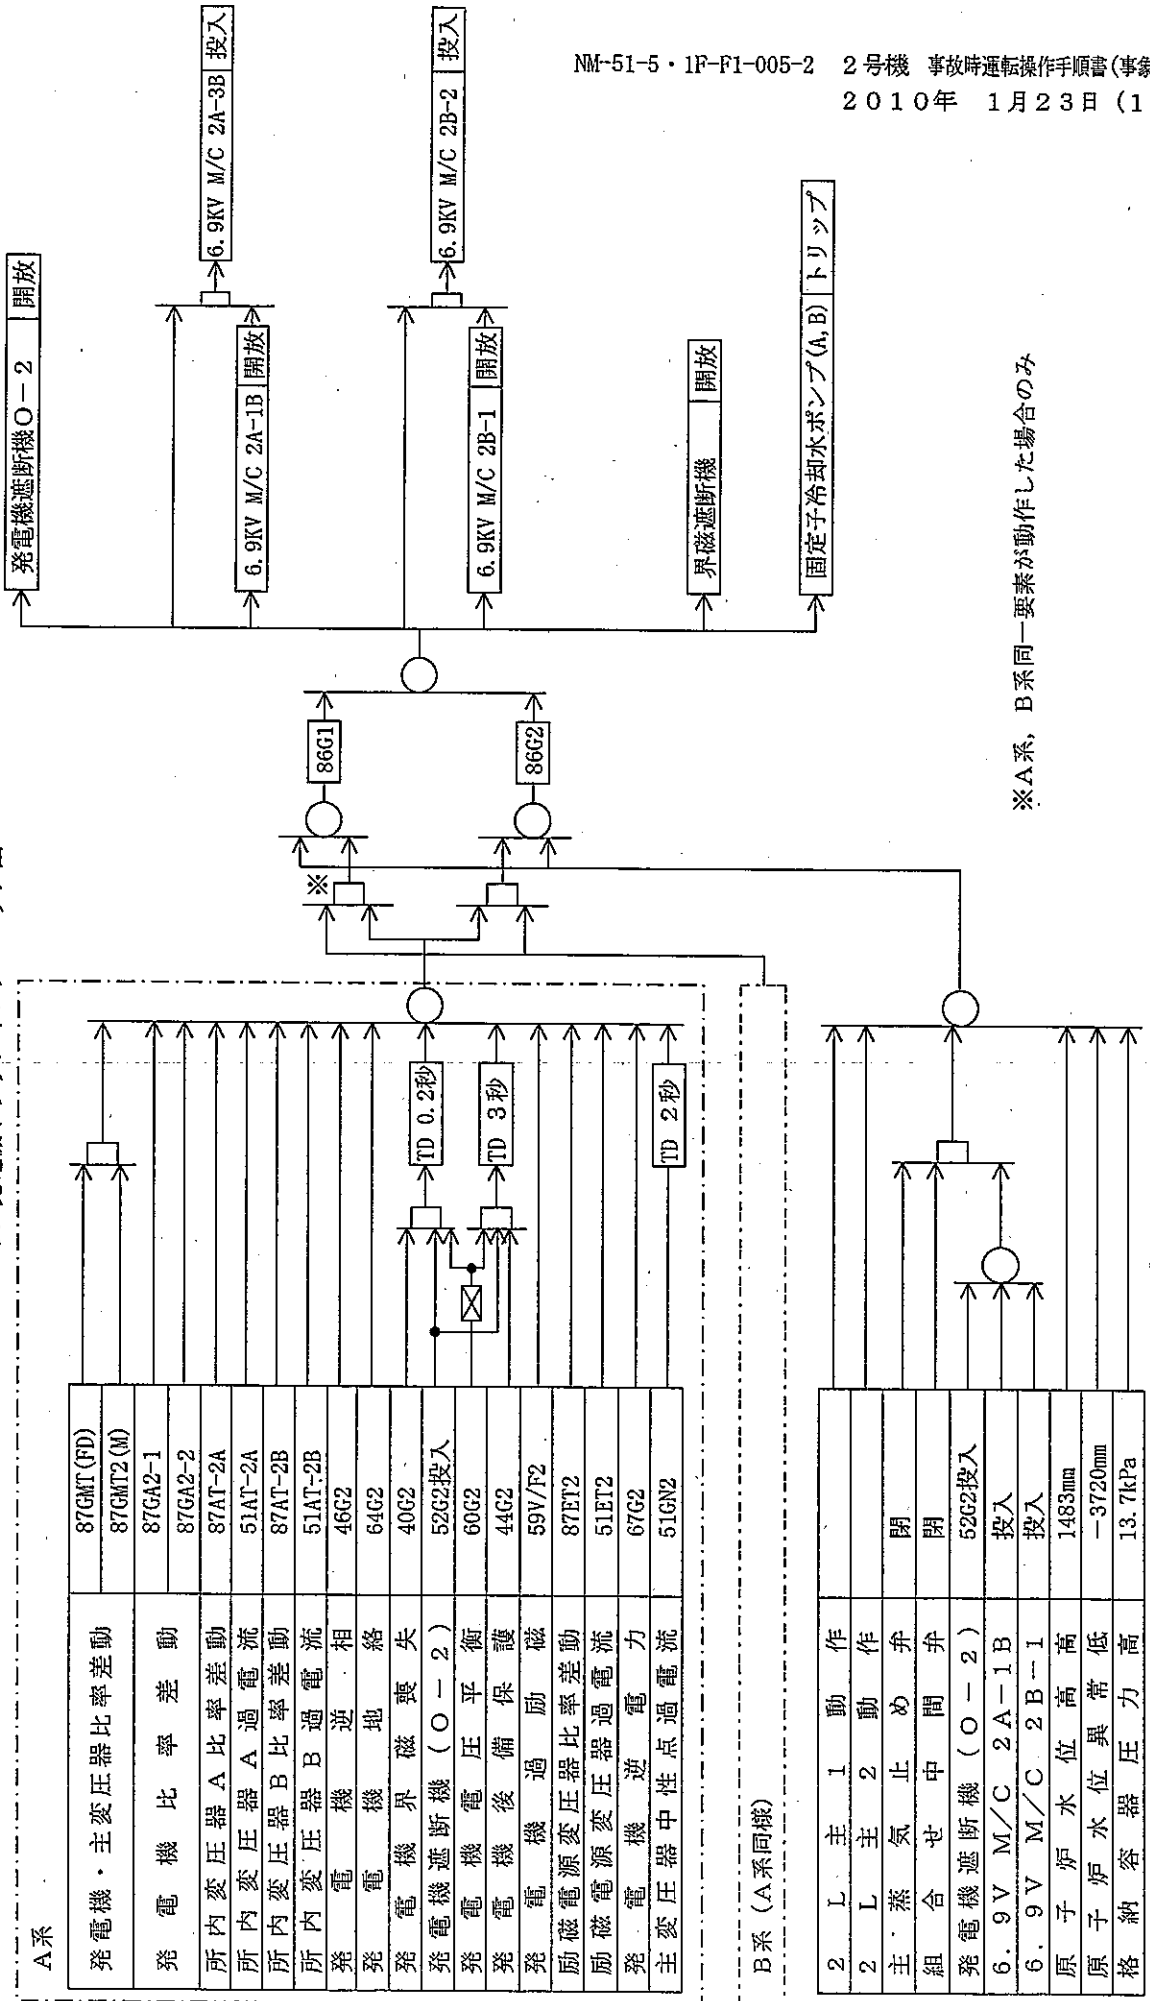 NM-51-5・1F-F1-005-2 2号機 事故時運転操作手順書(事象
2010年 1月23日(1
A系
発電機・主変圧器比率差動 87GMT(FD)
87GMT2(M)
発電機比率差動 87GA2-1
87GA2-2
所内変圧器A比率差動 87AT-2A
所内変圧器A過電流 51AT-2A
所内変圧器B比率差動 87AT-2B
所内変圧器B過電流 51AT-2B
発電機逆相 46G2
発電機地絡 64G2
発電機界磁喪失 40G2
発電機遮断機(O-2) 52G2投入
発電機電圧平衡 60G2
発電機後備保護 44G2
発電機過励磁 59V/F2
励磁電源変圧器比率差動 87ET2
励磁電源変圧器過電流 51ET2
発電機逆電力 67G2
主変圧器中性点過電流 51GN2
TD 0.2秒
TD 3秒
TD 2秒
B系(A系同様)
2L主1動作
2L主2動作
主蒸気止め弁 閉
組合せ中間弁 閉
発電機遮断機(O-2) 52G2投入
6.9V M/C 2A-1B 投入
6.9V M/C 2B-1 投入
原子炉水位高高 1483mm
原子炉水位異常低 -3720mm
格納容器圧力高 13.7kPa
※
86G1
86G2
発電機遮断機O-2 開放
6.9KV M/C 2A-1B 開放
6.9KV M/C 2A-3B 投入
6.9KV M/C 2B-1 開放
6.9KV M/C 2B-2 投入
界磁遮断機 開放
固定子冷却水ポンプ(A,B) トリップ
※A系, B系同一要素が動作した場合のみ